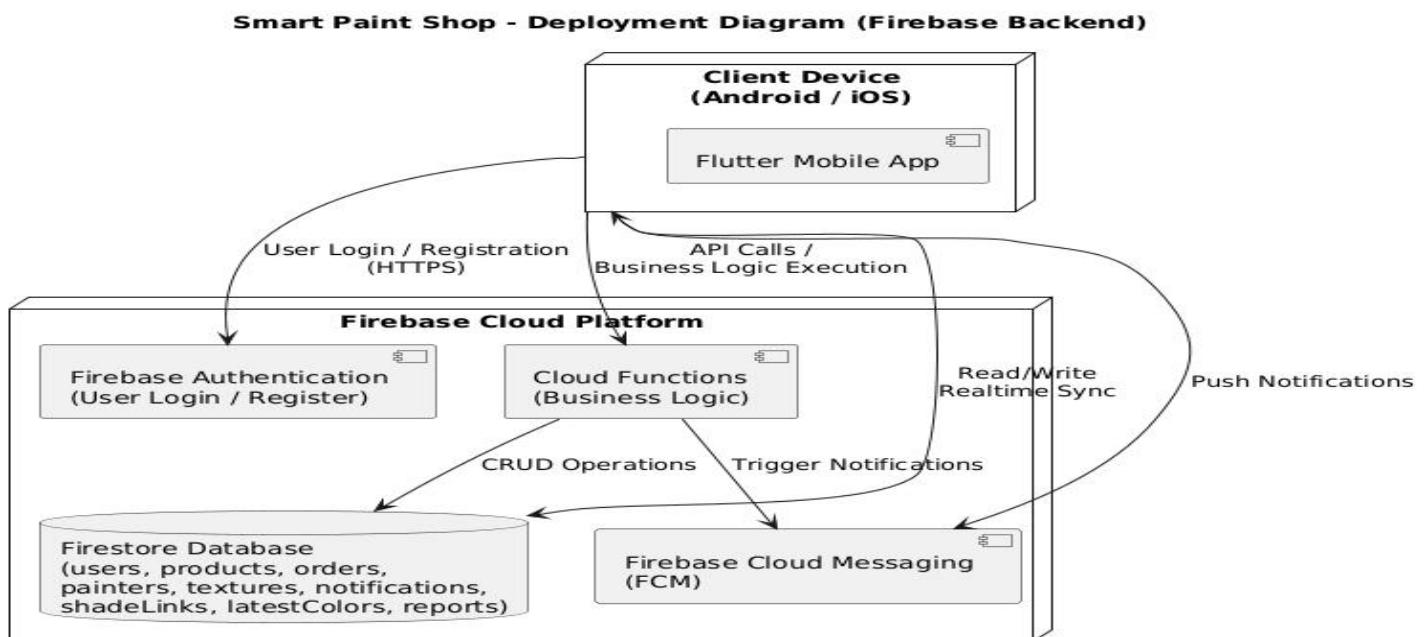 Smart Paint Shop - Deployment Diagram (Firebase Backend)
Client Device
(Android / iOS)
Flutter Mobile App
User Login / Registration
(HTTPS)
API Calls /
Business Logic Execution
Firebase Cloud Platform
Firebase Authentication
(User Login / Register)
Cloud Functions
(Business Logic)
Read/Write
Realtime Sync
Push Notifications
CRUD Operations
Trigger Notifications
Firestore Database
(users, products, orders,
painters, textures, notifications,
shadeLinks, latestColors, reports)
Firebase Cloud Messaging
(FCM)